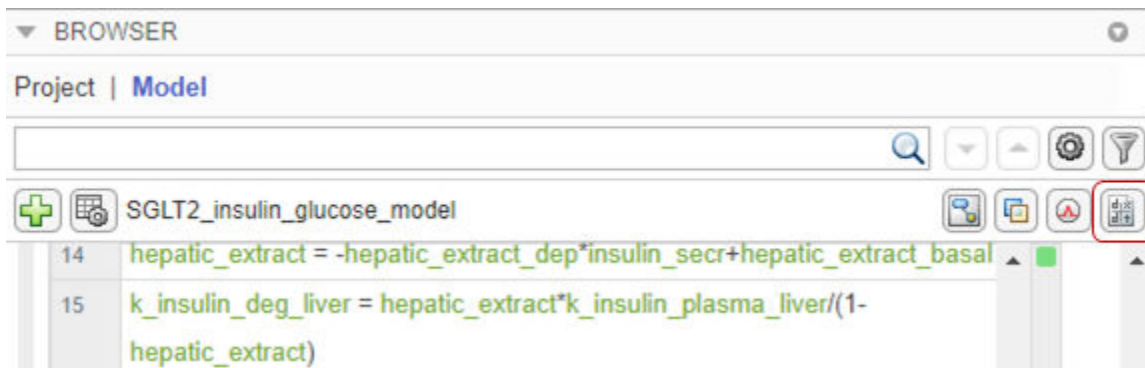 BROWSER
Project | Model
SGLT2_insulin_glucose_model
14 hepatic_extract = -hepatic_extract_dep*insulin_secr+hepatic_extract_basal
15 k_insulin_deg_liver = hepatic_extract*k_insulin_plasma_liver/(1-
hepatic_extract)